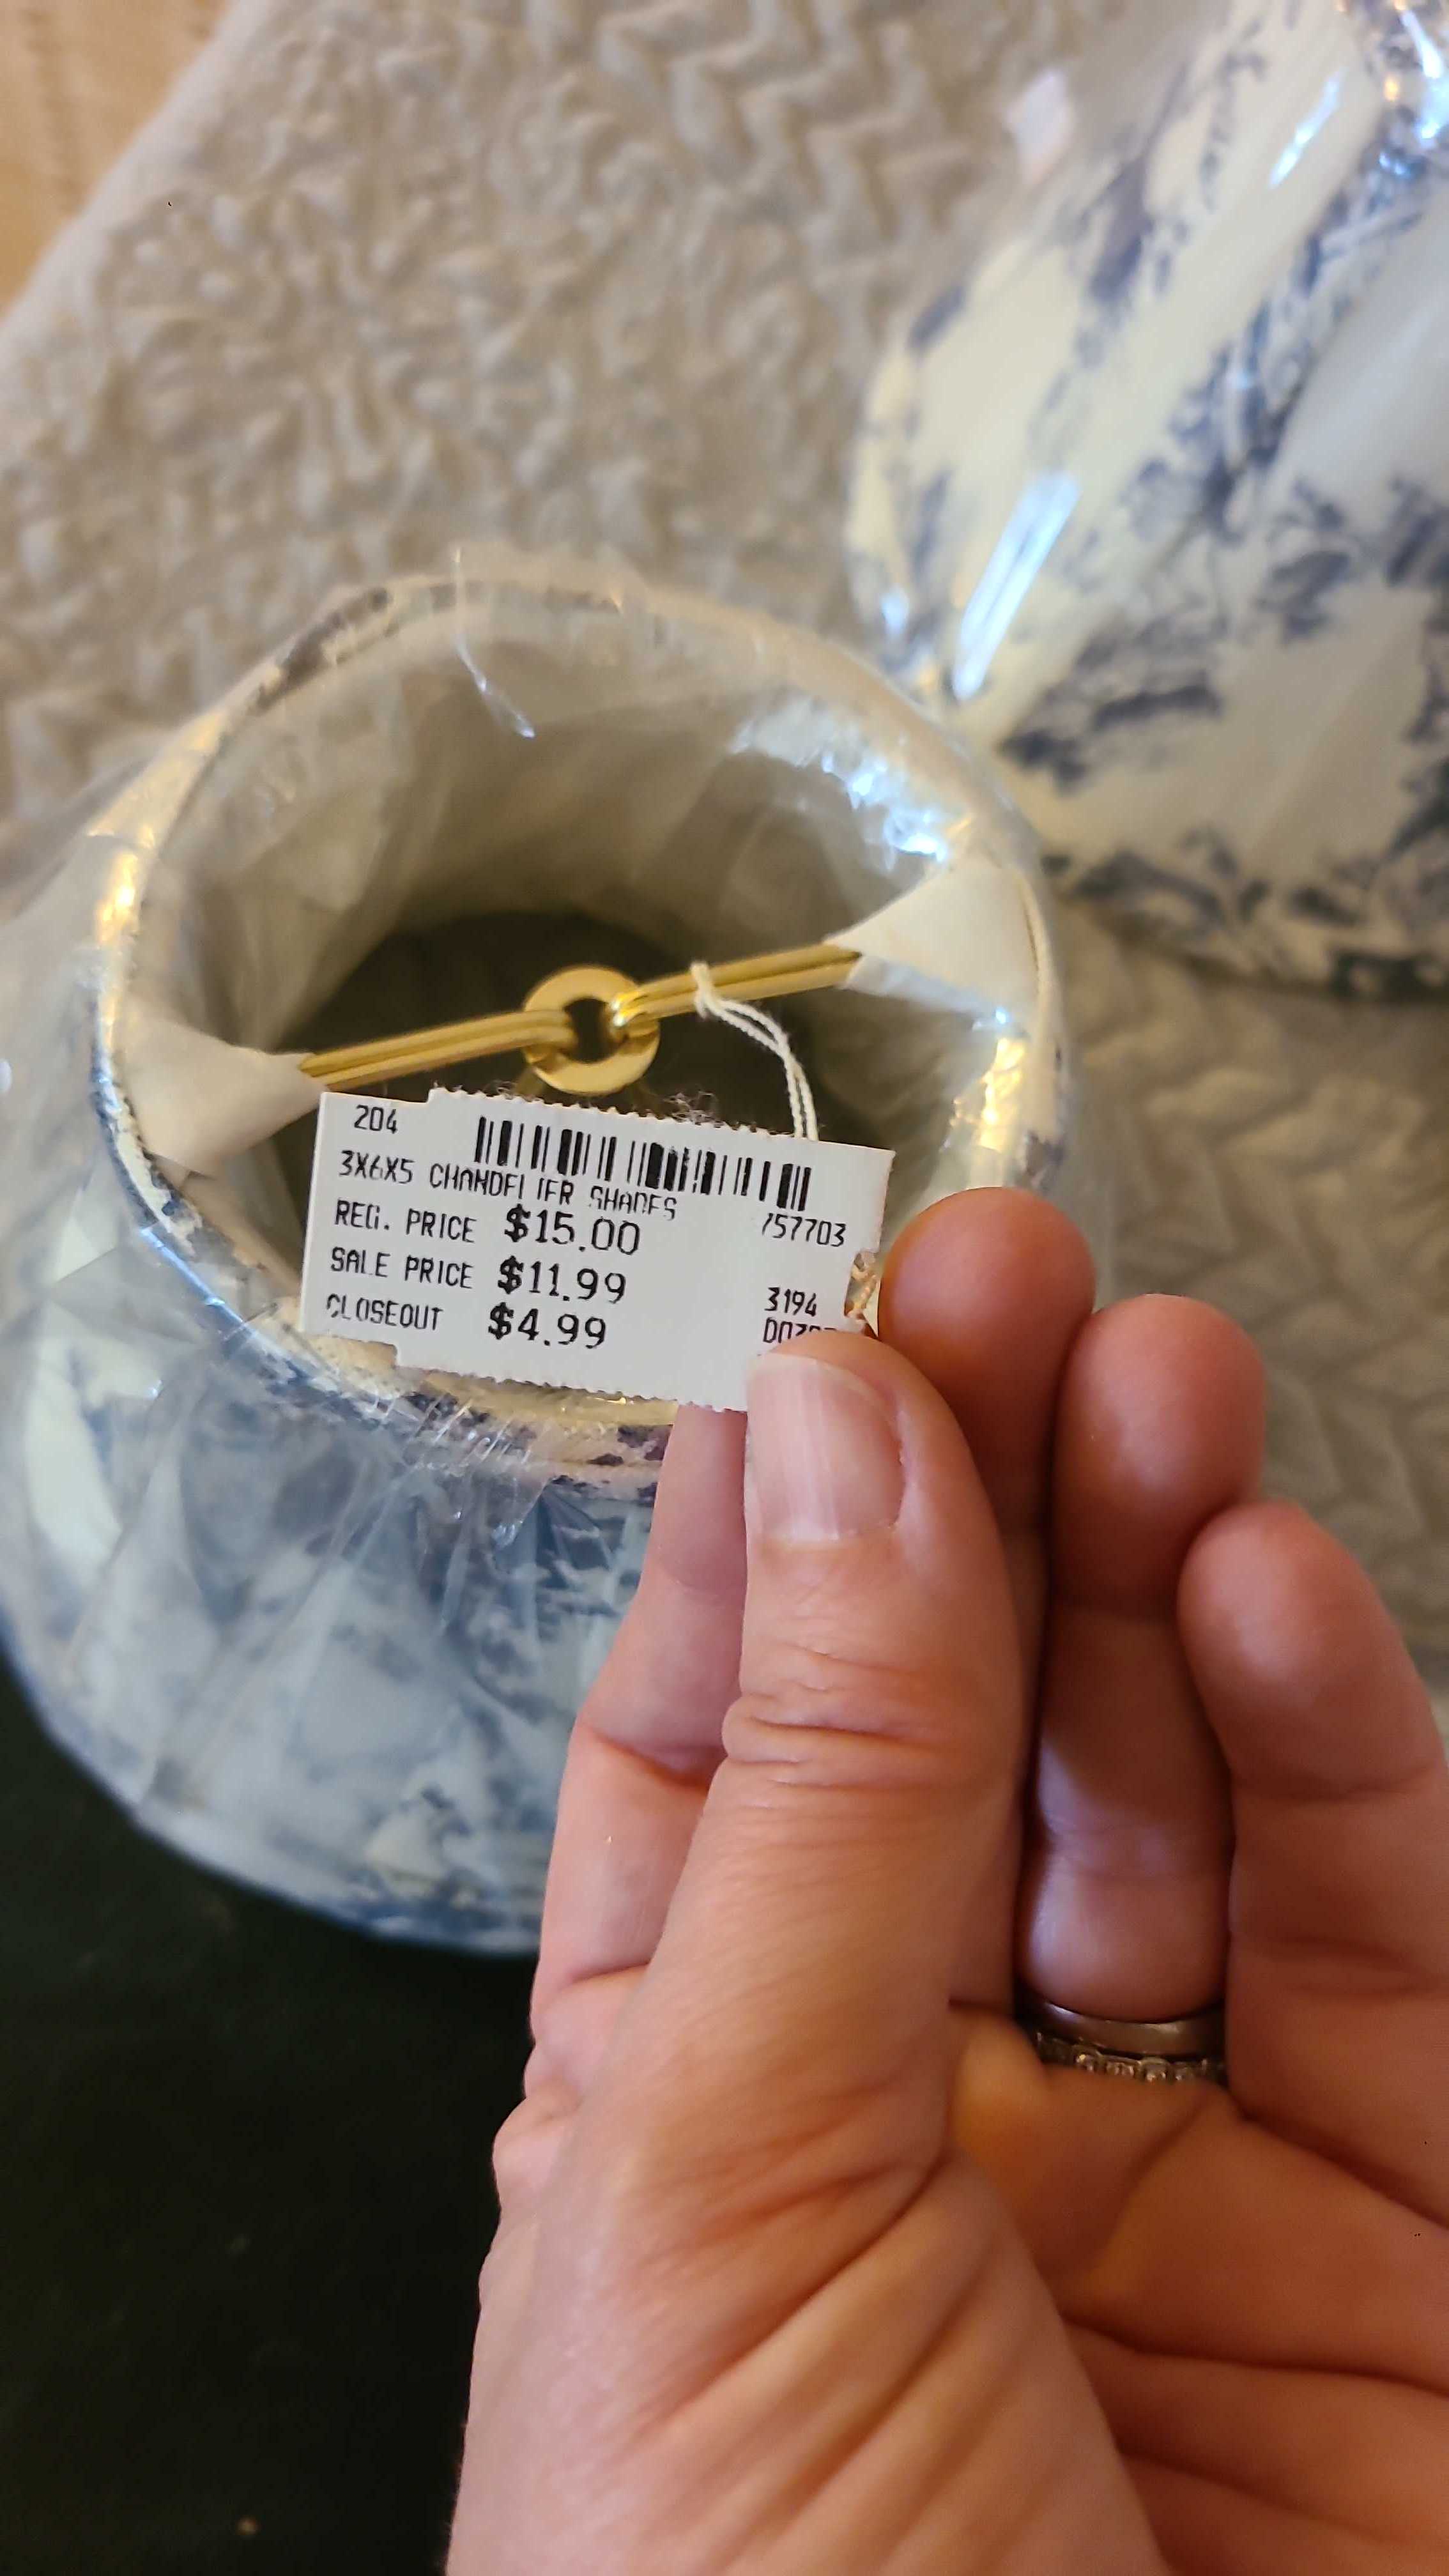 204
3X6X5 CHANDELIER SHADES
757703
REG. PRICE $15.00
SALE PRICE $11.99
3194
CLOSEOUT $4.99